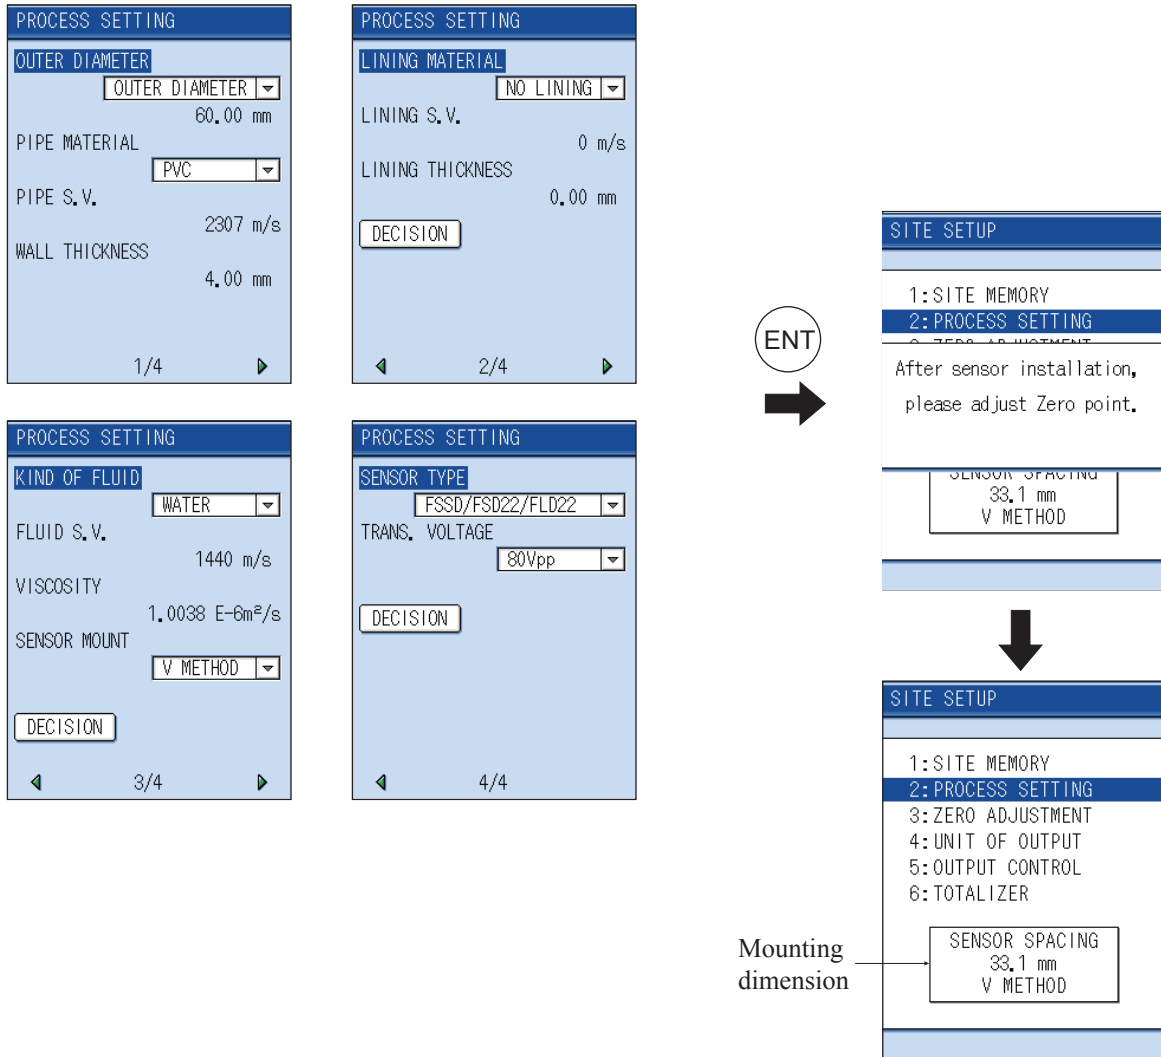 PROCESS SETTING
OUTER DIAMETER
OUTER DIAMETER
60.00 mm
PIPE MATERIAL
PVC
PIPE S.V.
2307 m/s
WALL THICKNESS
4.00 mm
1/4
PROCESS SETTING
LINING MATERIAL
NO LINING
LINING S.V.
0 m/s
LINING THICKNESS
0.00 mm
DECISION
2/4
PROCESS SETTING
KIND OF FLUID
WATER
FLUID S.V.
1440 m/s
VISCOSITY
1.0038 E-6m²/s
SENSOR MOUNT
V METHOD
DECISION
3/4
PROCESS SETTING
SENSOR TYPE
FSSD/FSD22/FLD22
TRANS. VOLTAGE
80Vpp
DECISION
4/4
ENT
SITE SETUP
1:SITE MEMORY
2:PROCESS SETTING
After sensor installation,
please adjust Zero point.
SENSOR SPACING
33.1 mm
V METHOD
SITE SETUP
1:SITE MEMORY
2:PROCESS SETTING
3:ZERO ADJUSTMENT
4:UNIT OF OUTPUT
5:OUTPUT CONTROL
6:TOTALIZER
Mounting
dimension
SENSOR SPACING
33.1 mm
V METHOD